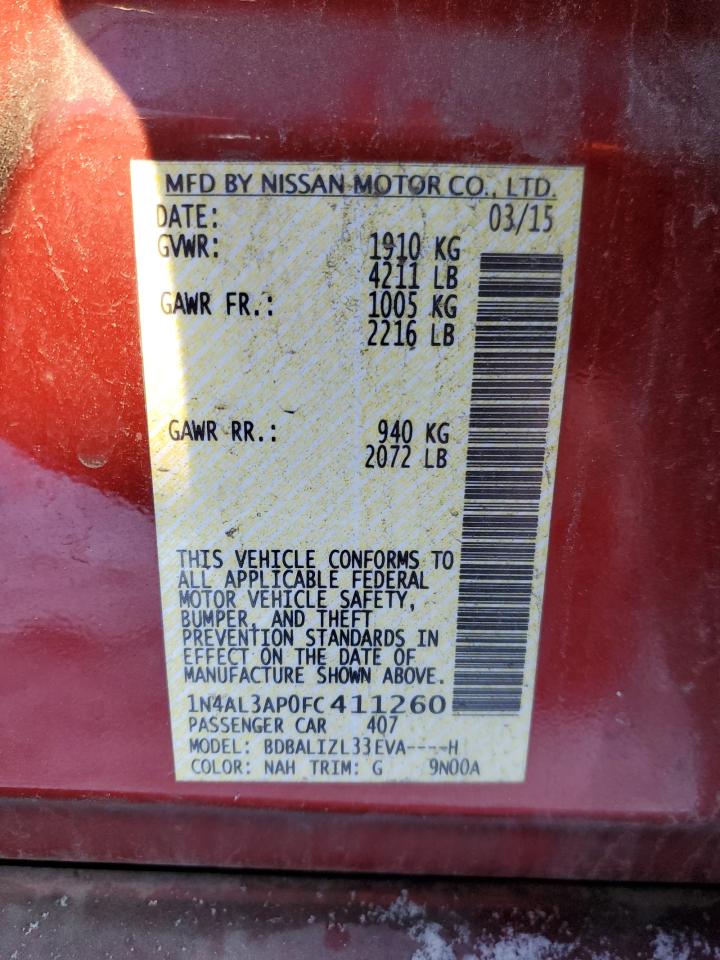 MFD BY NISSAN MOTOR CO., LTD.
DATE: 03/15
GVWR: 1910 KG
4211 LB
GAWR FR.: 1005 KG
2216 LB
GAWR RR.: 940 KG
2072 LB
THIS VEHICLE CONFORMS TO
ALL APPLICABLE FEDERAL
MOTOR VEHICLE SAFETY,
BUMPER, AND THEFT
PREVENTION STANDARDS IN
EFFECT ON THE DATE OF
MANUFACTURE SHOWN ABOVE.
1N4AL3AP0FC411260
PASSENGER CAR 407
MODEL: BDBALIZL33EVA----H
COLOR: NAH TRIM: G 9N00A